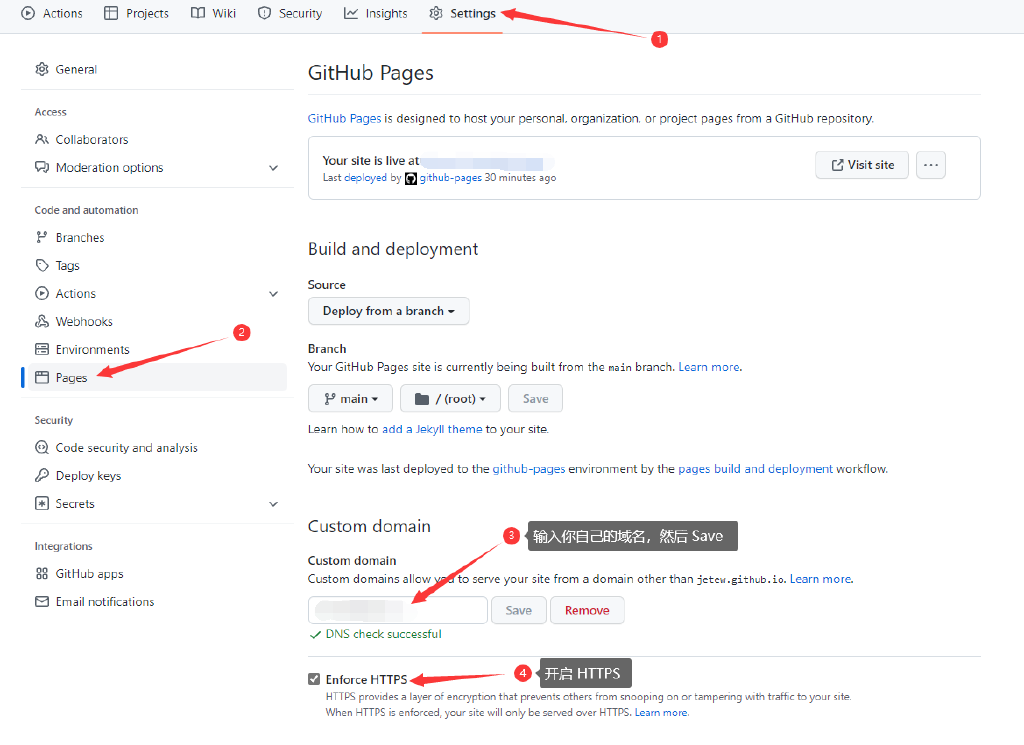 Actions Projects Wiki Security Insights Settings
1
General
Access
Collaborators
Moderation options
Code and automation
Branches
Tags
Actions
Webhooks
2
Environments
Pages
Security
Code security and analysis
Deploy keys
Secrets
Integrations
GitHub apps
Email notifications
GitHub Pages
GitHub Pages is designed to host your personal, organization, or project pages from a GitHub repository.
Your site is live at
Last deployed by github-pages 30 minutes ago
Visit site
Build and deployment
Source
Deploy from a branch
Branch
Your GitHub Pages site is currently being built from the main branch. Learn more.
main / (root) Save
Learn how to add a Jekyll theme to your site.
Your site was last deployed to the github-pages environment by the pages build and deployment workflow.
Custom domain
3 输入你自己的域名，然后 Save
Custom domain
Custom domains allow you to serve your site from a domain other than jetew.github.io. Learn more.
Save Remove
DNS check successful
Enforce HTTPS
4 开启 HTTPS
HTTPS provides a layer of encryption that prevents others from snooping on or tampering with traffic to your site.
When HTTPS is enforced, your site will only be served over HTTPS. Learn more.